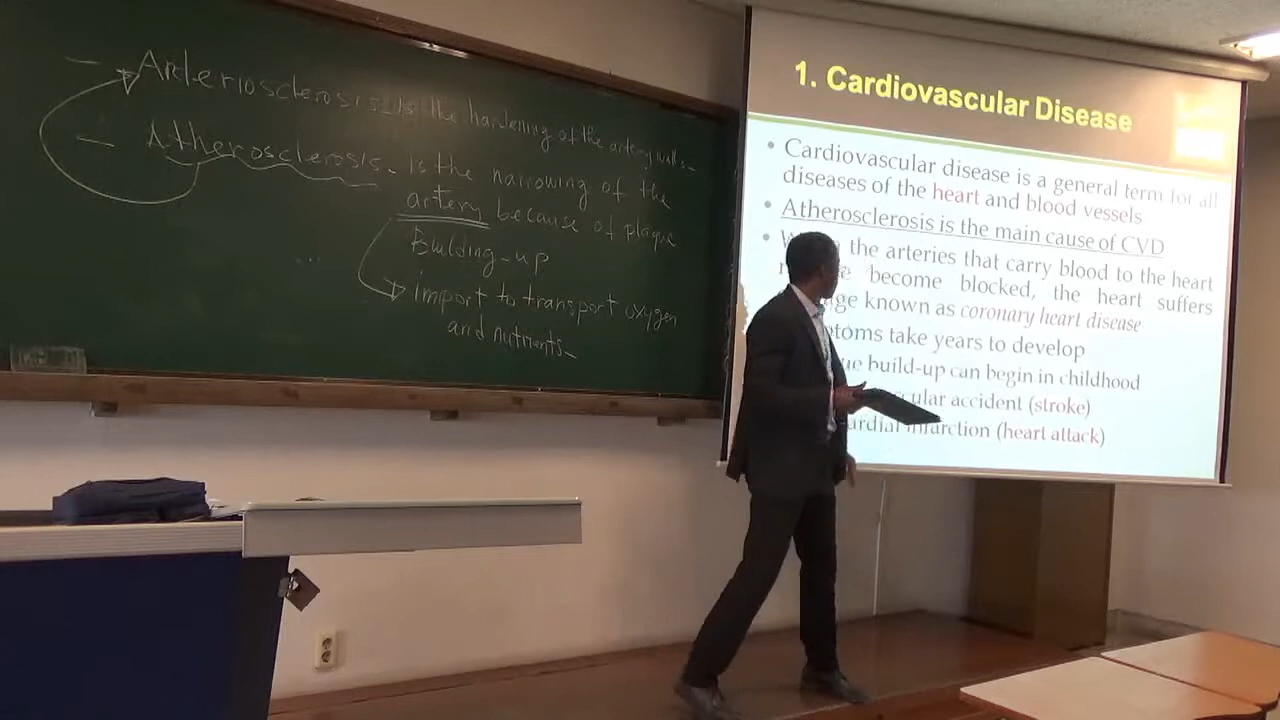 - Arteriosclerosis - Is the hardening of the artery walls -
- Atherosclerosis - Is the narrowing of the
artery because of plaque
Building-up
import to transport oxygen
and nutrients -
1. Cardiovascular Disease
• Cardiovascular disease is a general term for all
diseases of the heart and blood vessels
• Atherosclerosis is the main cause of CVD
• the arteries that carry blood to the heart
become blocked, the heart suffers
known as coronary heart disease
take years to develop
build-up can begin in childhood
accident (stroke)
infarction (heart attack)